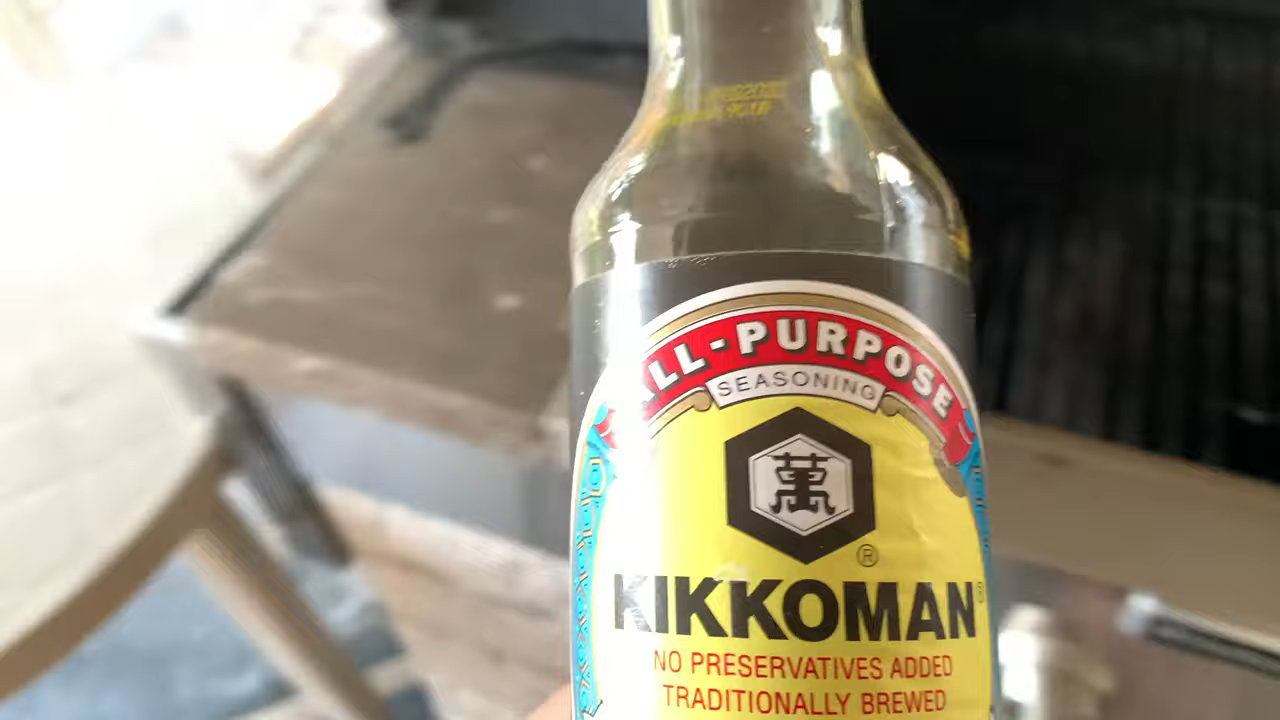 ALL-PURPOSE
SEASONING
萬
®
KIKKOMAN®
NO PRESERVATIVES ADDED
TRADITIONALLY BREWED